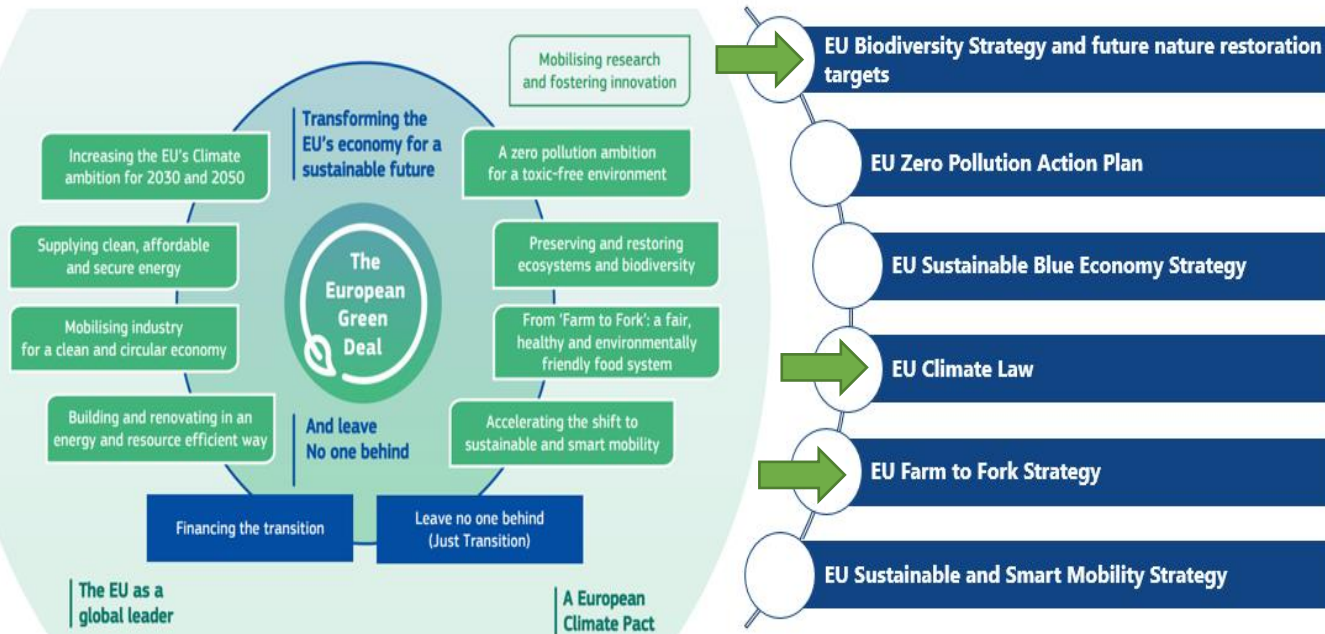 Mobilising research
and fostering innovation
Transforming the
EU's economy for a
sustainable future
Increasing the EU's Climate
ambition for 2030 and 2050
A zero pollution ambition
for a toxic-free environment
Supplying clean, affordable
and secure energy
Preserving and restoring
ecosystems and biodiversity
The
European
Green
Deal
Mobilising industry
for a clean and circular economy
From 'Farm to Fork': a fair,
healthy and environmentally
friendly food system
Building and renovating in an
energy and resource efficient way
And leave
No one behind
Accelerating the shift to
sustainable and smart mobility
Financing the transition
Leave no one behind
(Just Transition)
The EU as a
global leader
A European
Climate Pact
EU Biodiversity Strategy and future nature restoration
targets
EU Zero Pollution Action Plan
EU Sustainable Blue Economy Strategy
EU Climate Law
EU Farm to Fork Strategy
EU Sustainable and Smart Mobility Strategy